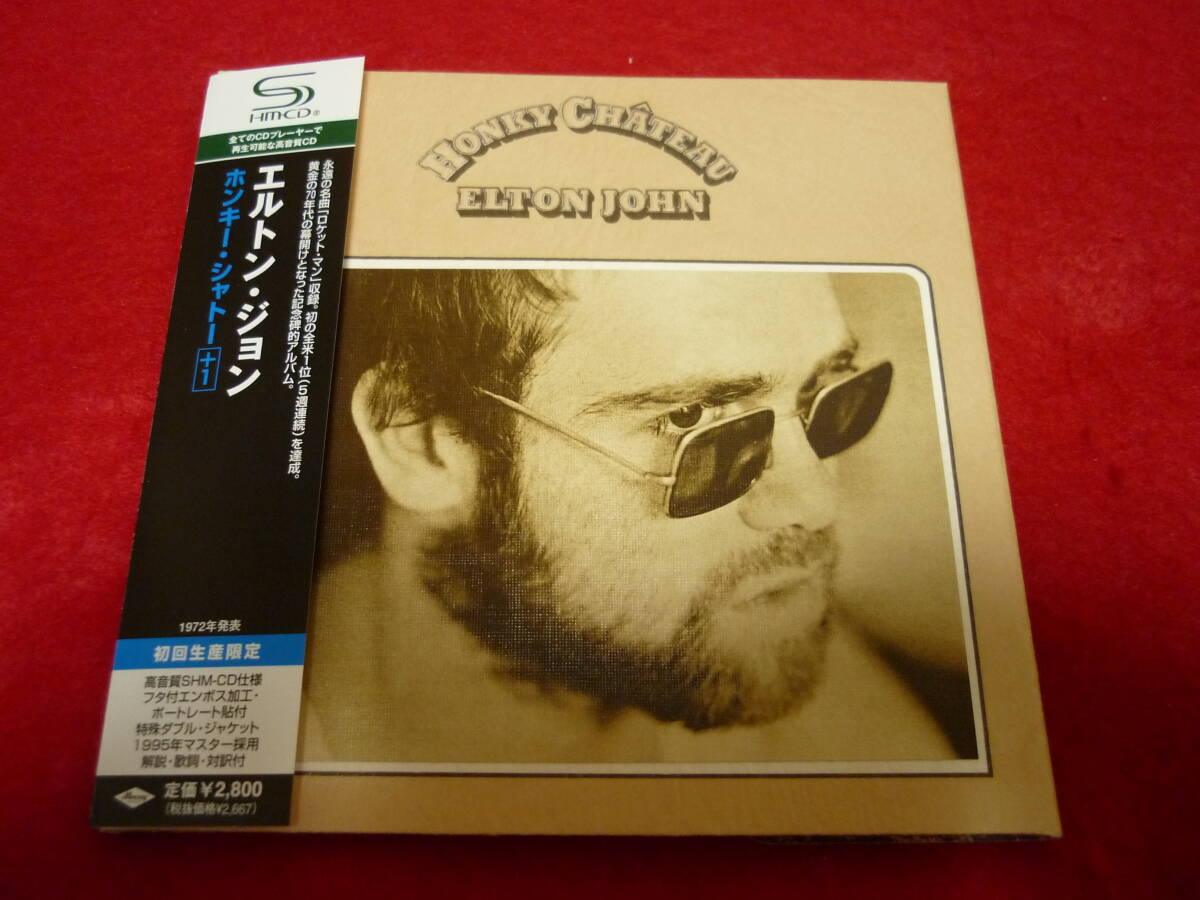 HM-CD®
全てのCDプレーヤーで
再生可能な高音質CD
永遠の名曲「ロケット・マン」収録。初の全米1位(5週連続)を達成。
黄金の70年代の幕開けとなった記念碑的アルバム。
エルトン・ジョン
ホンキー・シャトー +1
1972年発表
初回生産限定
高音質SHM-CD仕様
フタ付エンボス加工・
ポートレート貼付
特殊ダブル・ジャケット
1995年マスター採用
解説・歌詞・対訳付
定価¥2,800
(税抜価格¥2,667)
HONKY CHÂTEAU
ELTON JOHN